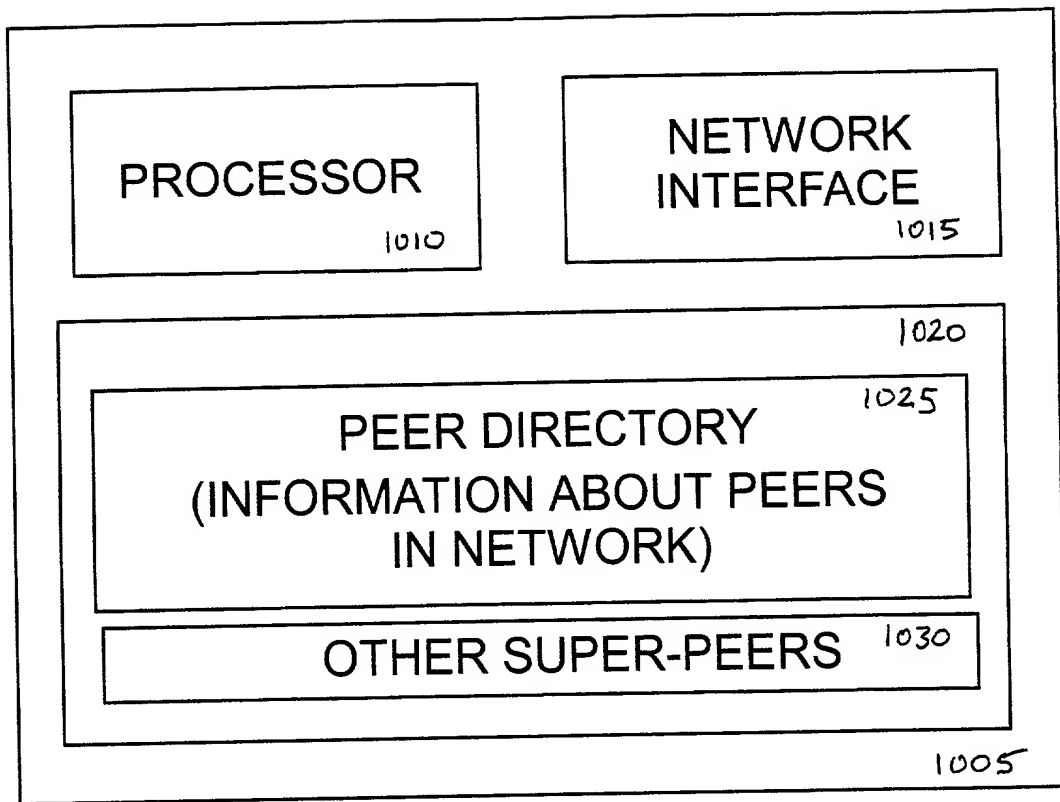 PROCESSOR
1010
NETWORK
INTERFACE
1015
1020
1025
PEER DIRECTORY
(INFORMATION ABOUT PEERS
IN NETWORK)
OTHER SUPER-PEERS 1030
1005